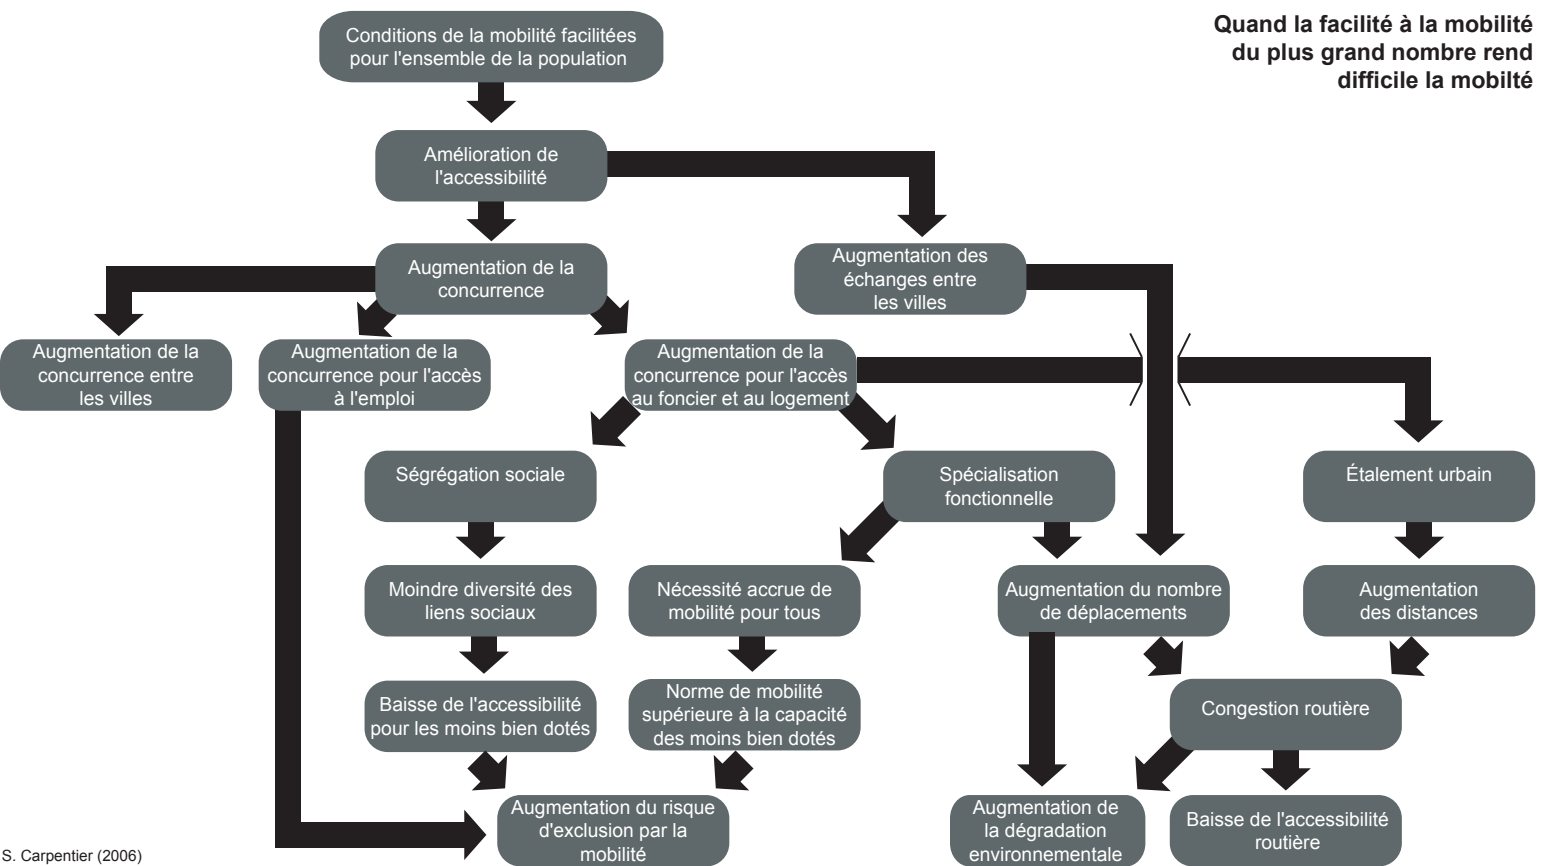 Quand la facilité à la mobilité
du plus grand nombre rend
difficile la mobilté
Conditions de la mobilité facilitées
pour l'ensemble de la population
Amélioration de
l'accessibilité
Augmentation de la
concurrence
Augmentation des
échanges entre
les villes
Augmentation de la
concurrence entre
les villes
Augmentation de la
concurrence pour l'accès
à l'emploi
Augmentation de la
concurrence pour l'accès
au foncier et au logement
Ségrégation sociale
Spécialisation
fonctionnelle
Étalement urbain
Moindre diversité des
liens sociaux
Nécessité accrue de
mobilité pour tous
Augmentation du nombre
de déplacements
Augmentation
des distances
Baisse de l'accessibilité
pour les moins bien dotés
Norme de mobilité
supérieure à la capacité
des moins bien dotés
Congestion routière
Augmentation du risque
d'exclusion par la
mobilité
Augmentation de
la dégradation
environnementale
Baisse de l'accessibilité
routière
S. Carpentier (2006)